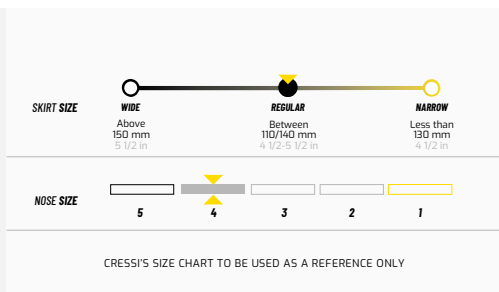 SKIRT SIZE
WIDE
REGULAR
NARROW
Above
150 mm
5 1/2 in
Between
110/140 mm
4 1/2-5 1/2 in
Less than
130 mm
4 1/2 in
NOSE SIZE
5
4
3
2
1
CRESSI'S SIZE CHART TO BE USED AS A REFERENCE ONLY